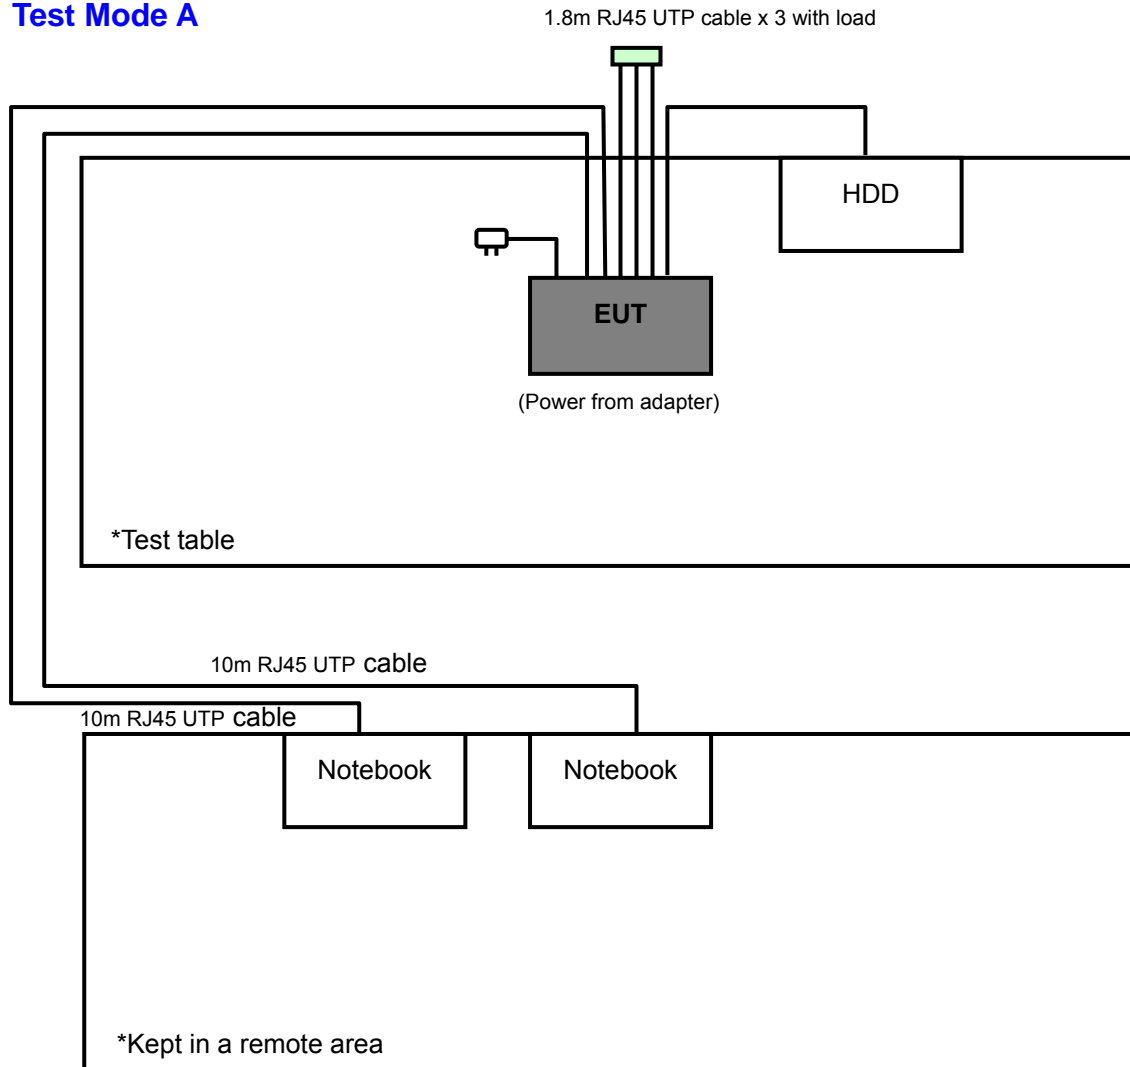 Test Mode A
1.8m RJ45 UTP cable x 3 with load
HDD
EUT
(Power from adapter)
*Test table
10m RJ45 UTP cable
10m RJ45 UTP cable
Notebook
Notebook
*Kept in a remote area